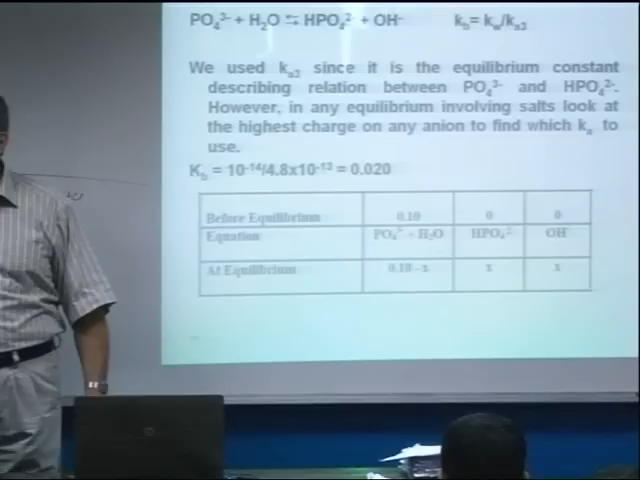 PO₄³⁻ + H₂O ⇆ HPO₄²⁻ + OH⁻ k_b = k_w/k_a3
We used k_a3 since it is the equilibrium constant
describing relation between PO₄³⁻ and HPO₄²⁻.
However, in any equilibrium involving salts look at
the highest charge on any anion to find which k_a to
use.
K_b = 10⁻¹⁴/4.8x10⁻¹³ = 0.020
Before Equilibrium 0.10 0 0
Equation PO₄³⁻ + H₂O HPO₄²⁻ OH⁻
At Equilibrium 0.10 - x x x